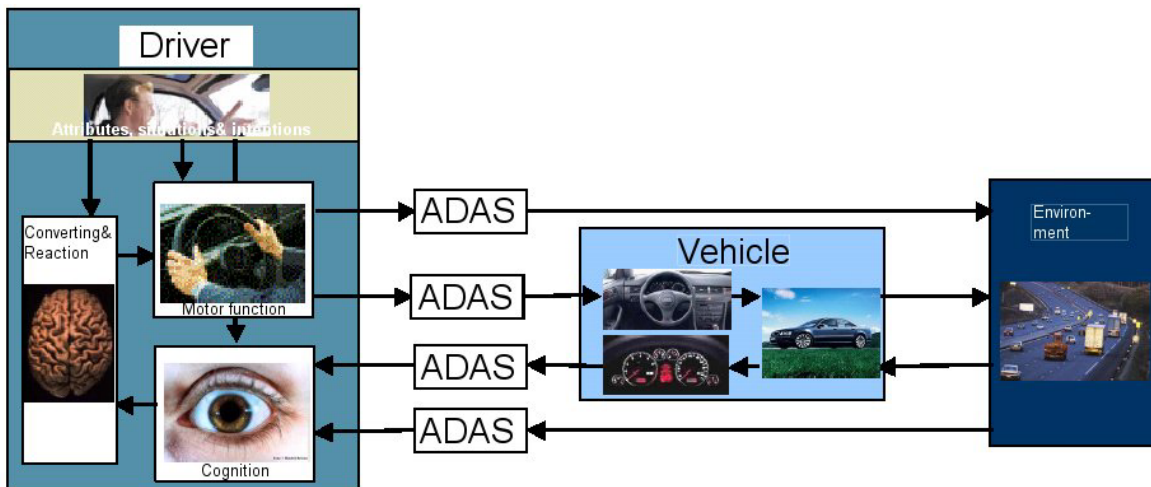 Driver
Attributes, situations& intentions
Converting&
Reaction
Motor function
Cognition
ADAS
ADAS
ADAS
ADAS
Vehicle
Environ-
ment